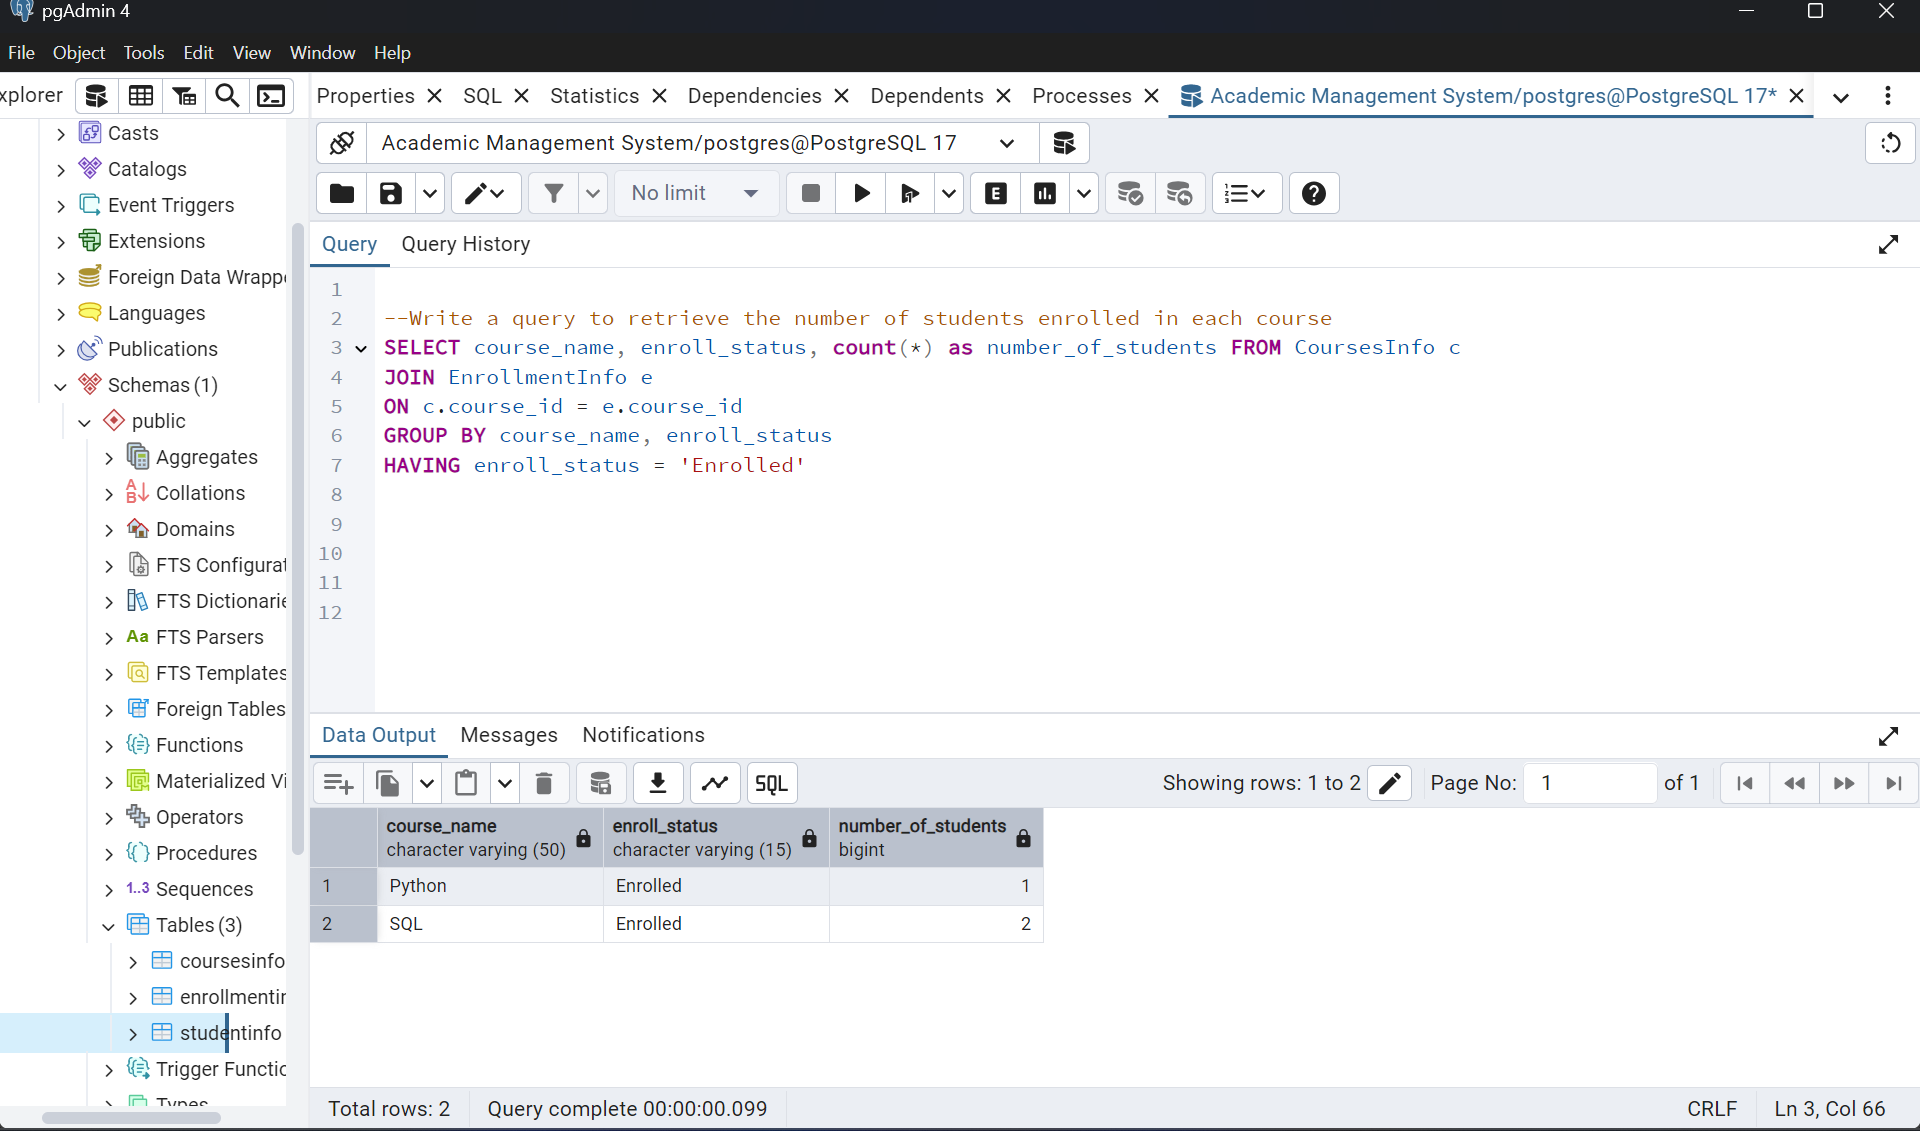 pgAdmin 4
File Object Tools Edit View Window Help
xplorer
Properties SQL Statistics Dependencies Dependents Processes Academic Management System/postgres@PostgreSQL 17*
Casts
Catalogs
Event Triggers
Extensions
Foreign Data Wrappe
Languages
Publications
Schemas (1)
public
Aggregates
Collations
Domains
FTS Configurat
FTS Dictionarie
Aa FTS Parsers
FTS Templates
Foreign Tables
Functions
Materialized Vi
Operators
Procedures
1..3 Sequences
Tables (3)
coursesinfo
enrollmentin
studentinfo
Trigger Functio
Types
Academic Management System/postgres@PostgreSQL 17
No limit
Query Query History
1
2 --Write a query to retrieve the number of students enrolled in each course
3 SELECT course_name, enroll_status, count(*) as number_of_students FROM CoursesInfo c
4 JOIN EnrollmentInfo e
5 ON c.course_id = e.course_id
6 GROUP BY course_name, enroll_status
7 HAVING enroll_status = 'Enrolled'
8
9
10
11
12
Data Output Messages Notifications
SQL Showing rows: 1 to 2 Page No: 1 of 1
course_name enroll_status number_of_students
character varying (50) character varying (15) bigint
1 Python Enrolled 1
2 SQL Enrolled 2
Total rows: 2 Query complete 00:00:00.099 CRLF Ln 3, Col 66